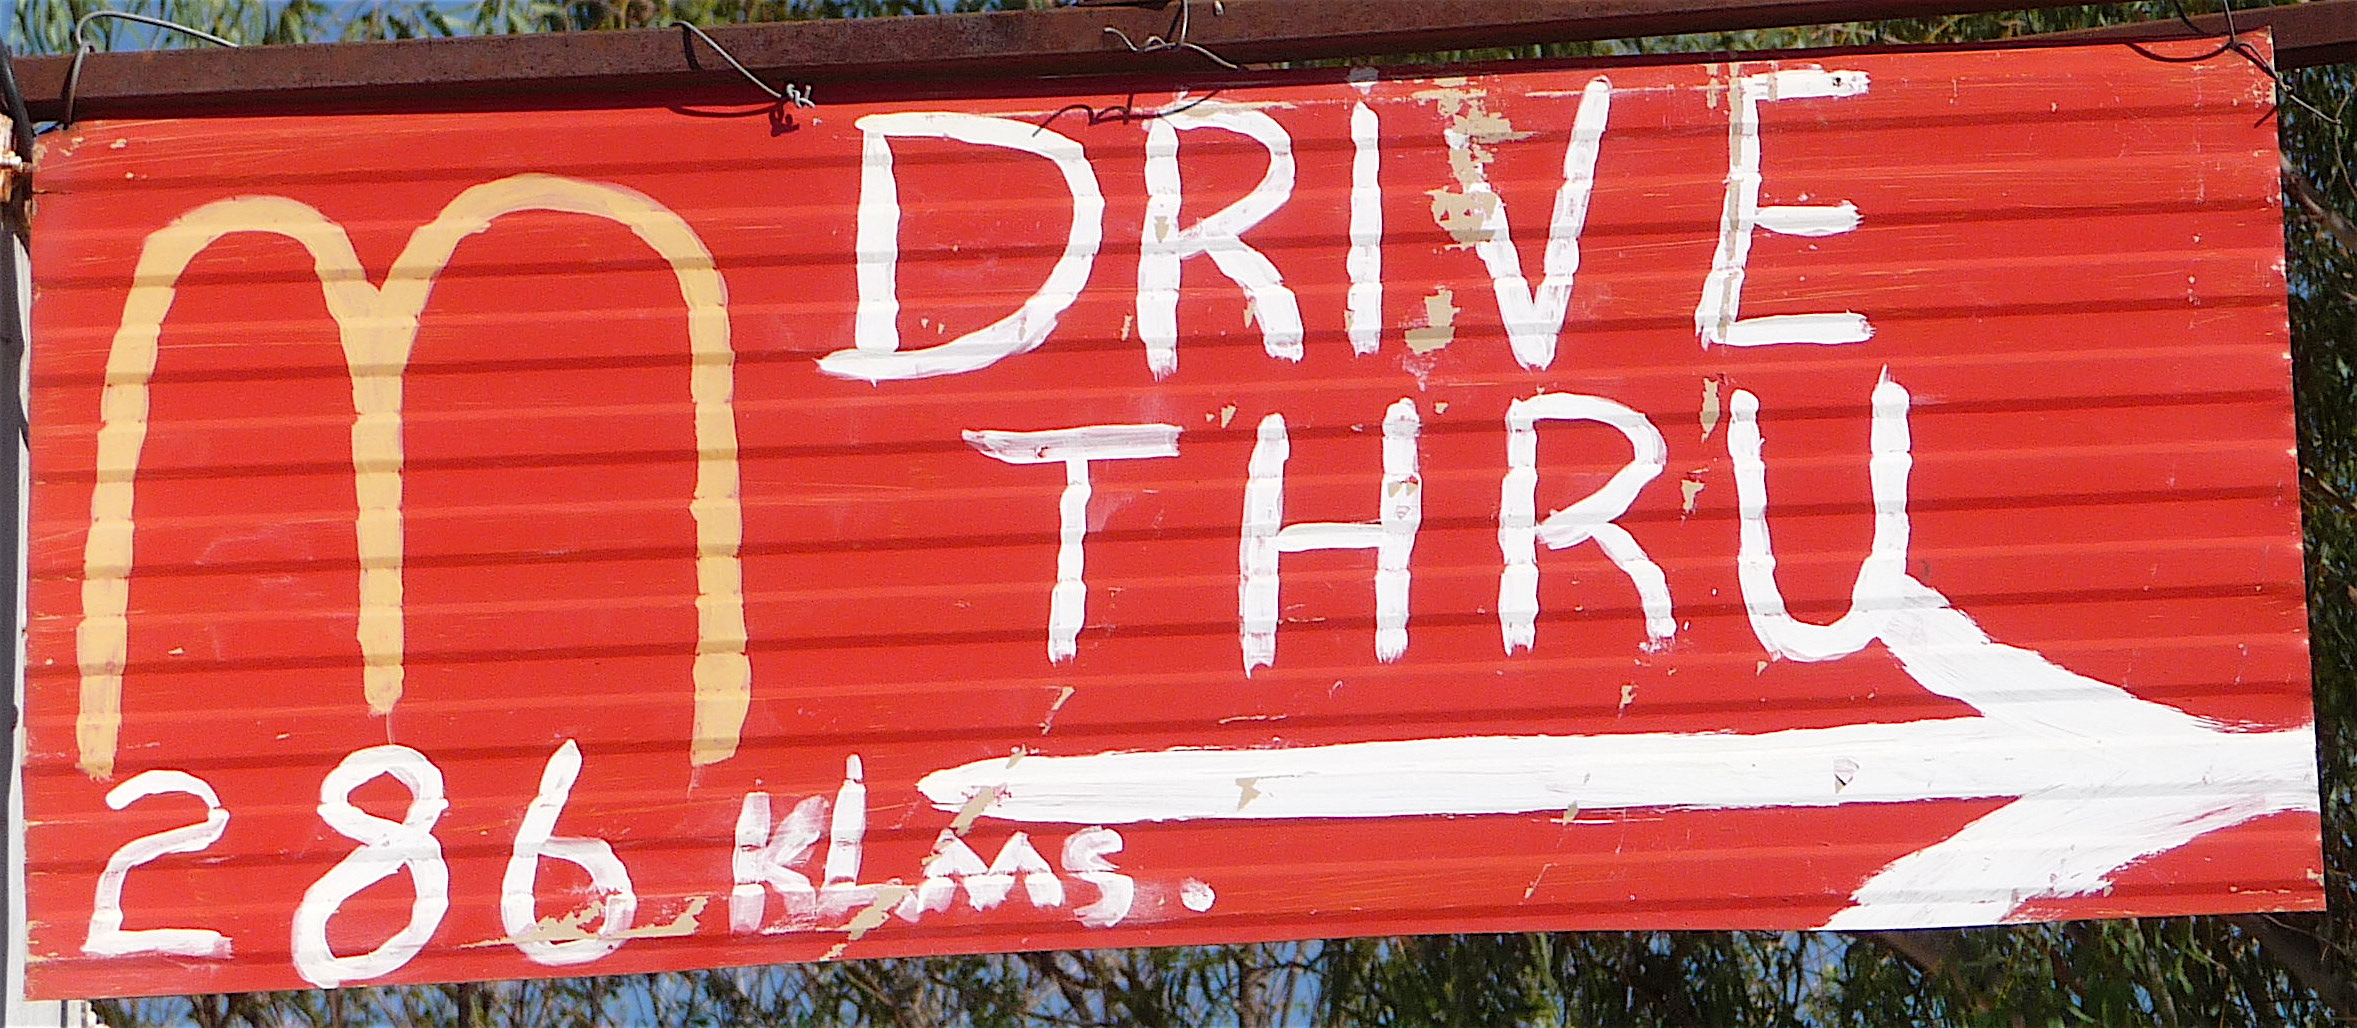 M DRIVE
THRU
286 KLMS.